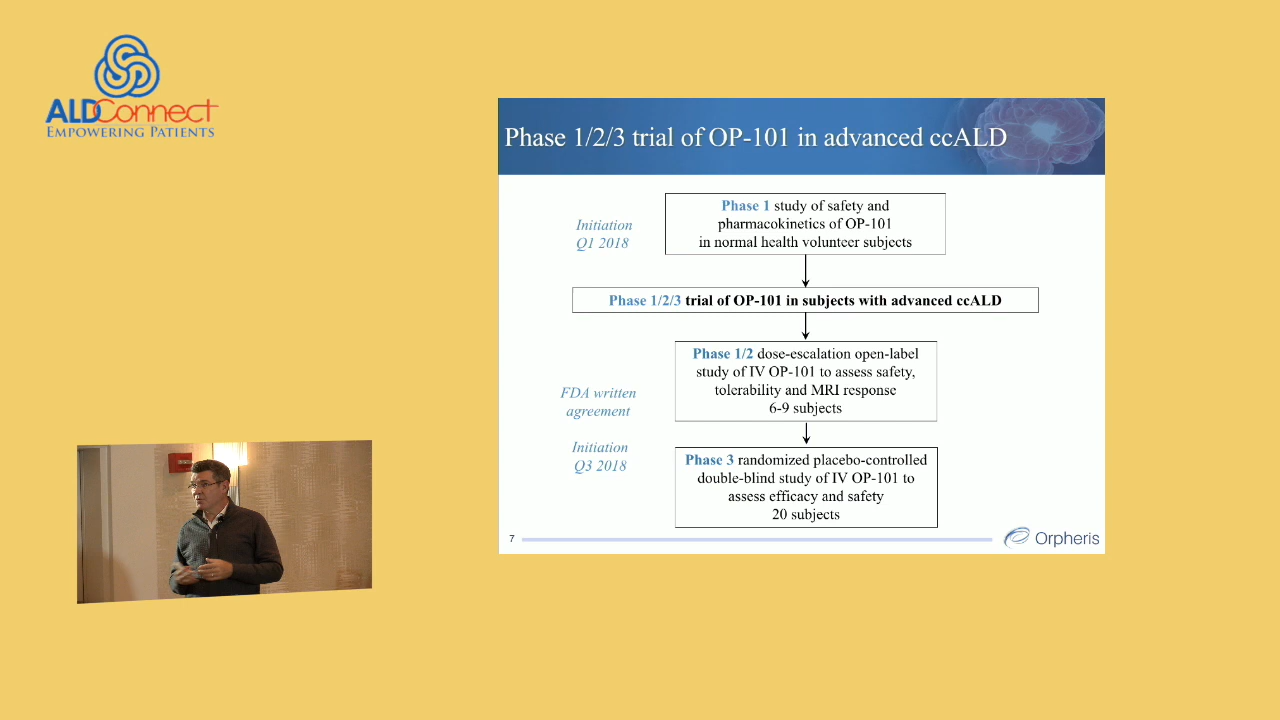 ALDConnect
EMPOWERING PATIENTS
Phase 1/2/3 trial of OP-101 in advanced ccALD
Initiation
Q1 2018
Phase 1 study of safety and
pharmacokinetics of OP-101
in normal health volunteer subjects
Phase 1/2/3 trial of OP-101 in subjects with advanced ccALD
Phase 1/2 dose-escalation open-label
study of IV OP-101 to assess safety,
tolerability and MRI response
6-9 subjects
FDA written
agreement
Initiation
Q3 2018
Phase 3 randomized placebo-controlled
double-blind study of IV OP-101 to
assess efficacy and safety
20 subjects
7
Orpheris